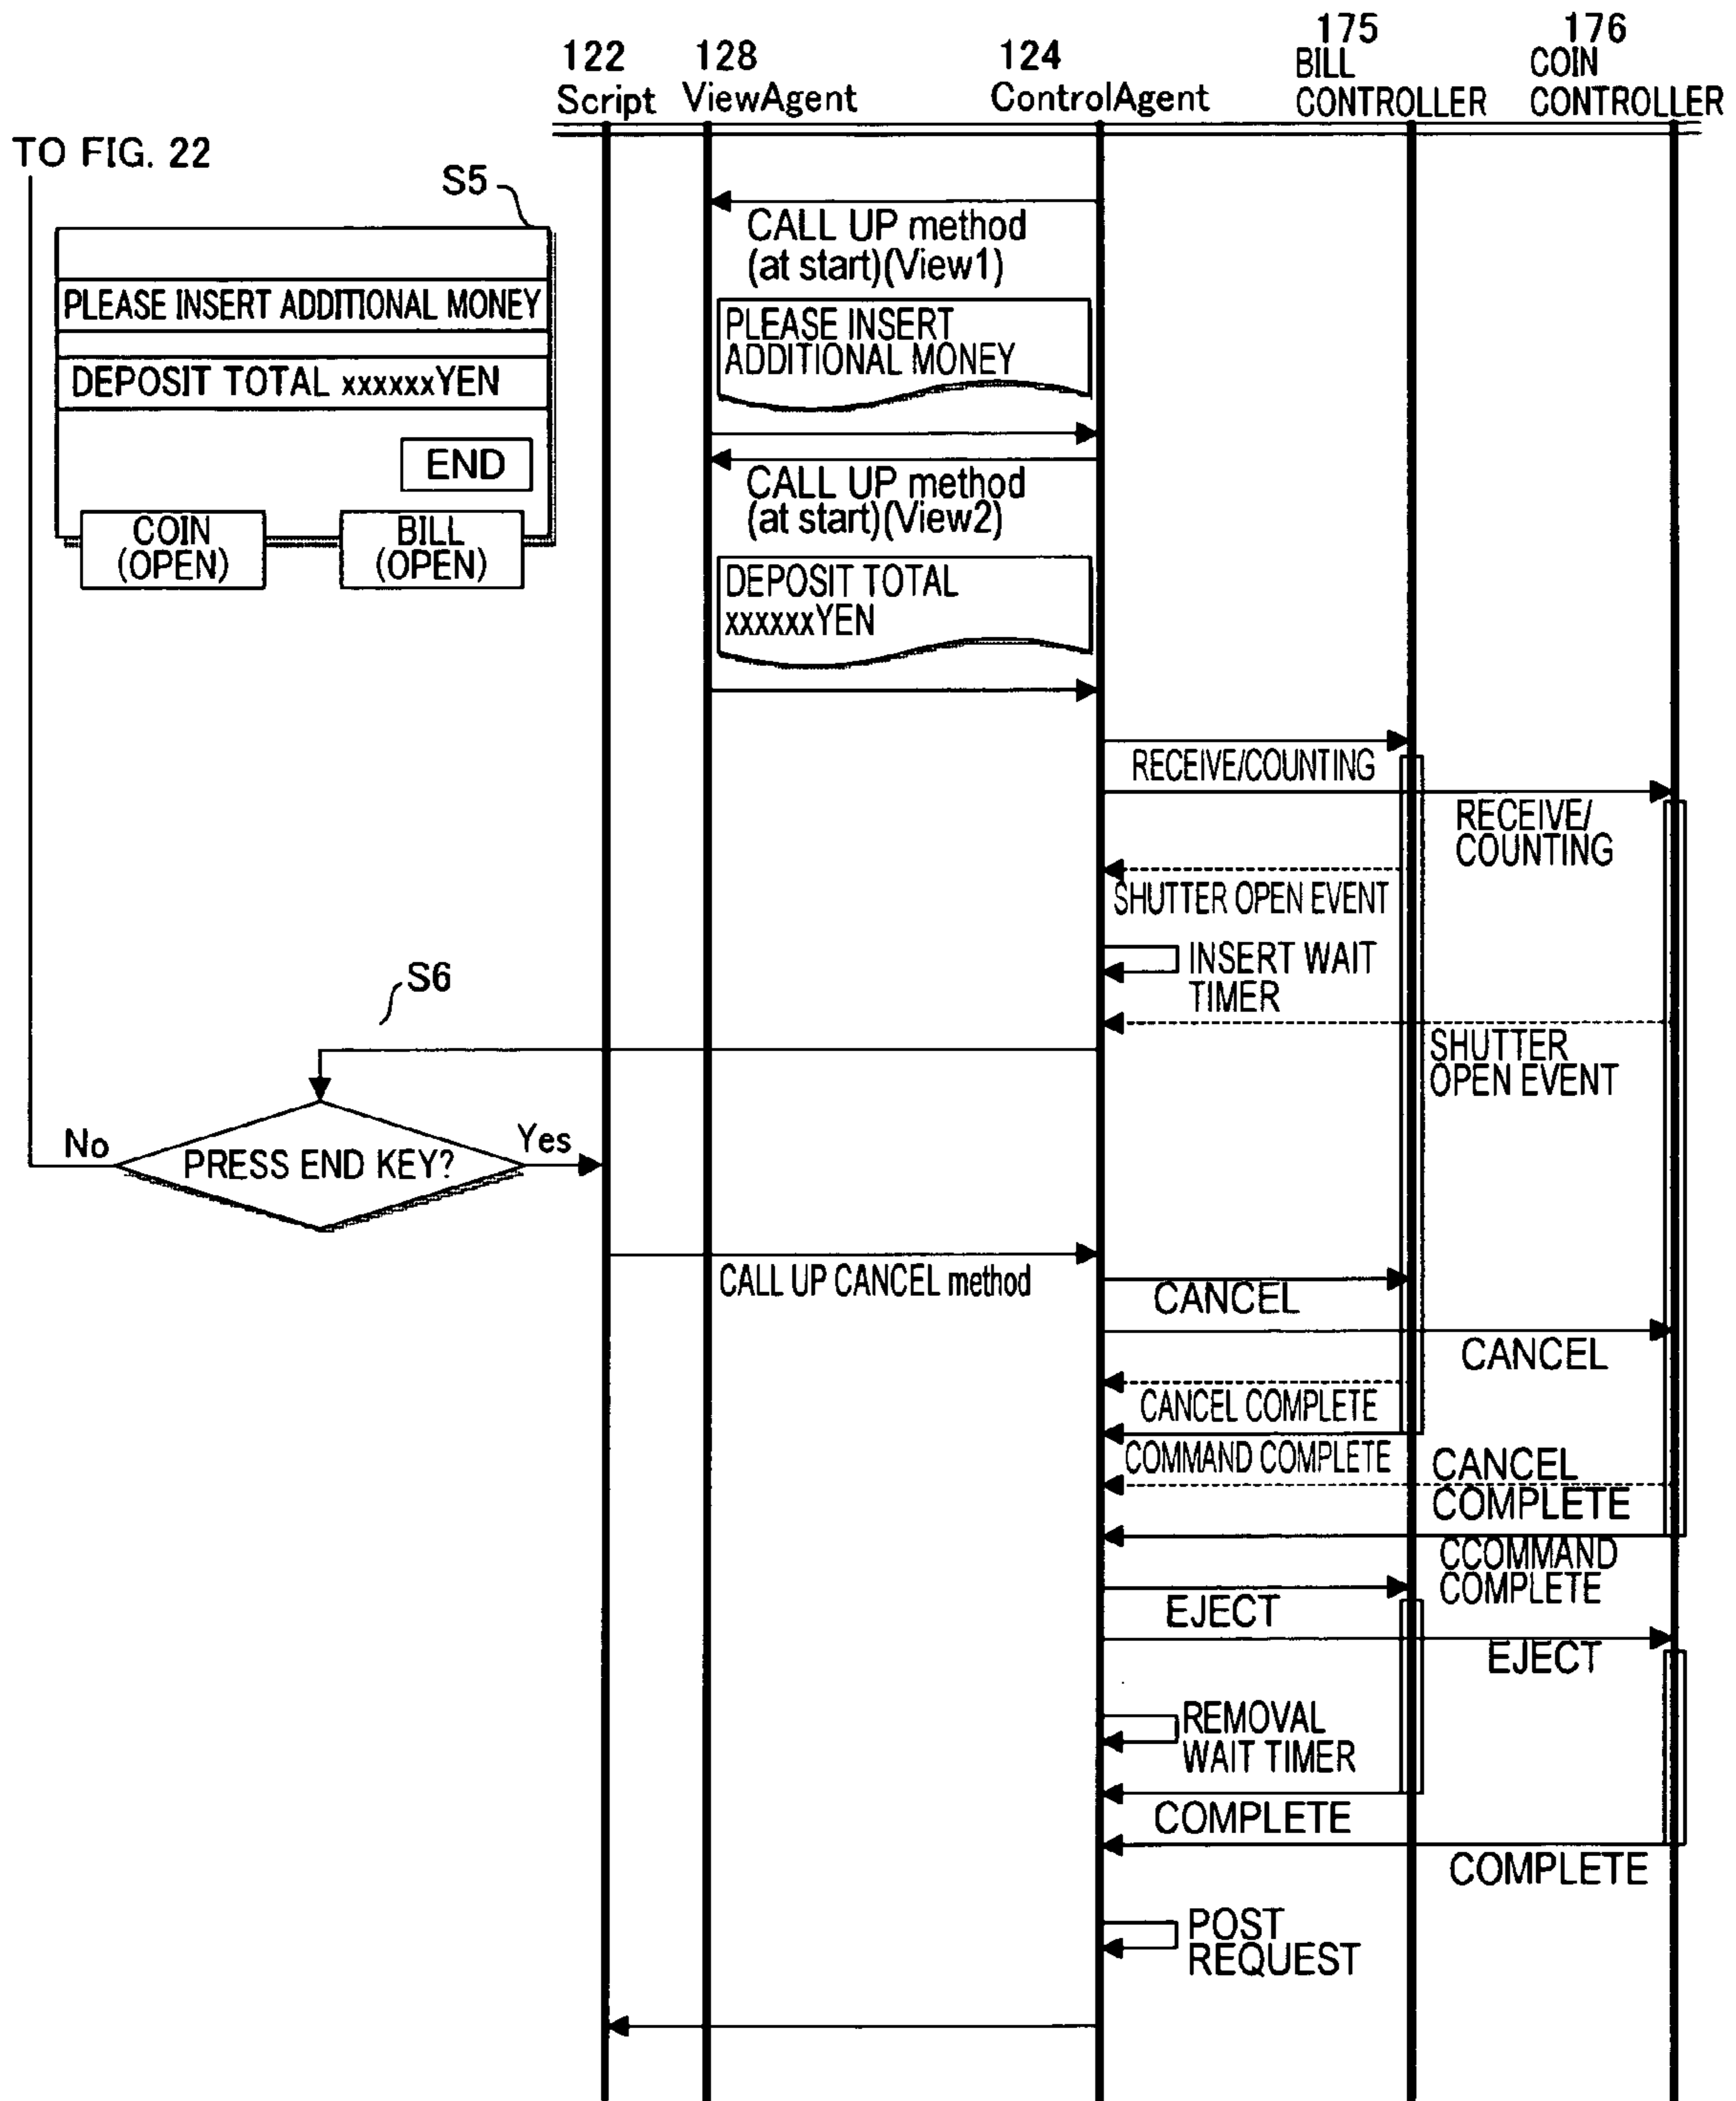 122
Script
128
ViewAgent
124
ControlAgent
175
BILL
CONTROLLER
176
COIN
CONTROLLER
TO FIG. 22
S5
PLEASE INSERT ADDITIONAL MONEY
DEPOSIT TOTAL xxxxxxYEN
END
COIN
(OPEN)
BILL
(OPEN)
CALL UP method
(at start)(View1)
PLEASE INSERT
ADDITIONAL MONEY
CALL UP method
(at start)(View2)
DEPOSIT TOTAL
xxxxxxYEN
RECEIVE/COUNTING
RECEIVE/
COUNTING
SHUTTER OPEN EVENT
INSERT WAIT
TIMER
SHUTTER
OPEN EVENT
S6
No
PRESS END KEY?
Yes
CALL UP CANCEL method
CANCEL
CANCEL
CANCEL COMPLETE
COMMAND COMPLETE
CANCEL
COMPLETE
CCOMMAND
COMPLETE
EJECT
EJECT
REMOVAL
WAIT TIMER
COMPLETE
COMPLETE
POST
REQUEST